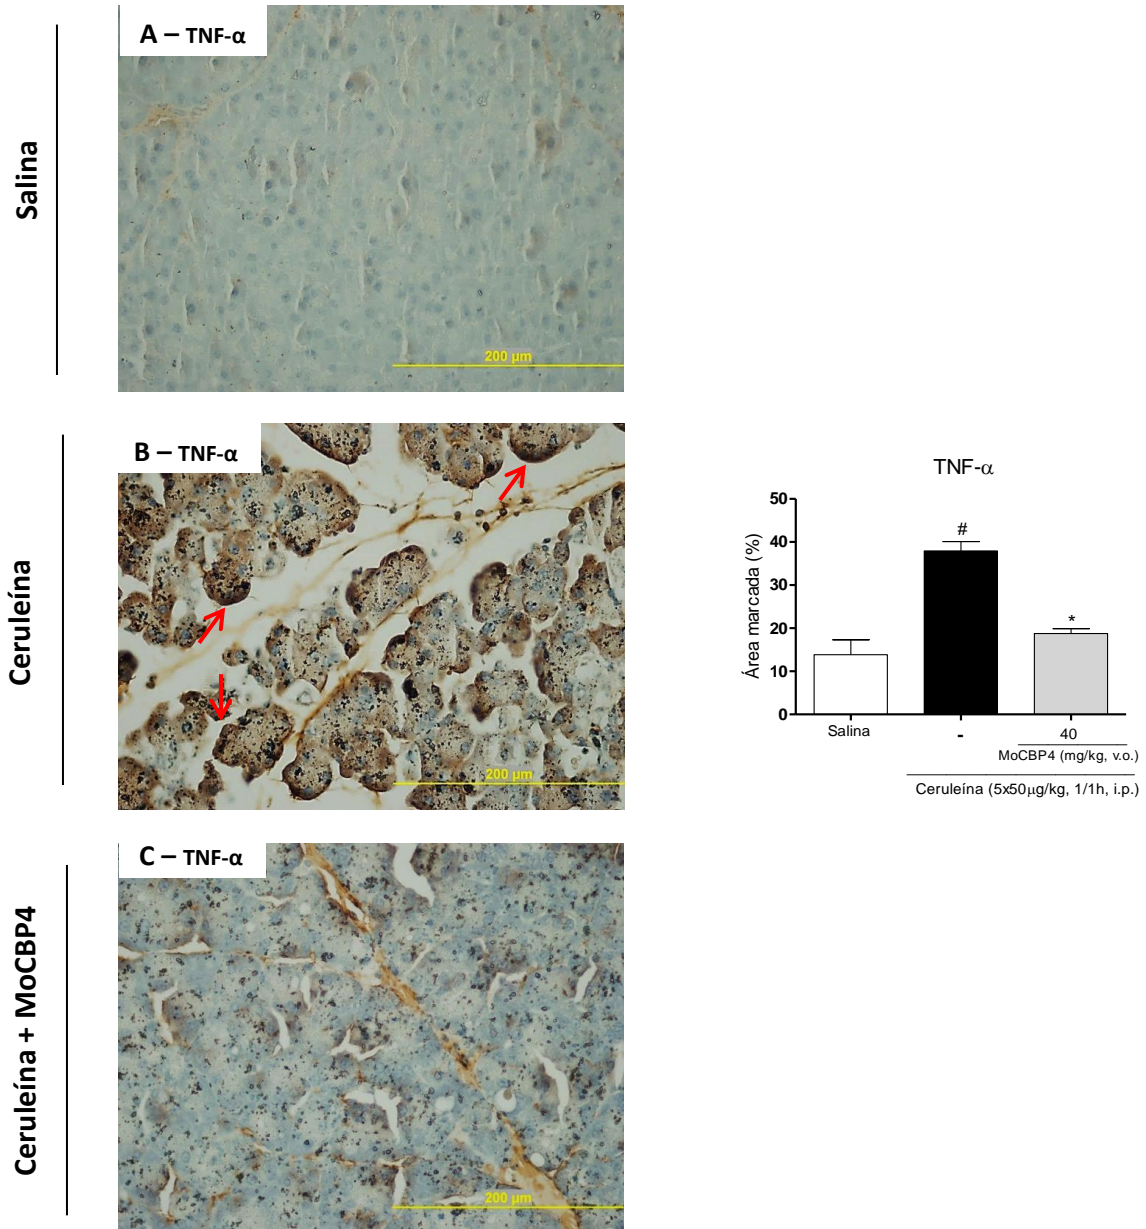 Salina
A – TNF-α
200 µm
Ceruleína
B – TNF-α
200 µm
TNF-α
Área marcada (%)
50
40
30
20
10
0
#
*
Salina
-
40
MoCBP4 (mg/kg, v.o.)
Ceruleína (5x50µg/kg, 1/1h, i.p.)
Ceruleína + MoCBP4
C – TNF-α
200 µm